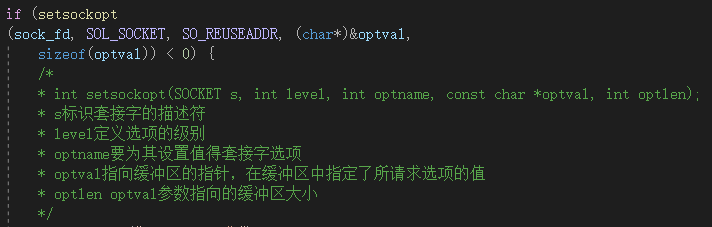 if (setsockopt
(sock_fd, SOL_SOCKET, SO_REUSEADDR, (char*)&optval,
sizeof(optval)) < 0) {
/*
* int setsockopt(SOCKET s, int level, int optname, const char *optval, int optlen);
* s标识套接字的描述符
* level定义选项的级别
* optname要为其设置值得套接字选项
* optval指向缓冲区的指针，在缓冲区中指定了所请求选项的值
* optlen optval参数指向的缓冲区大小
*/